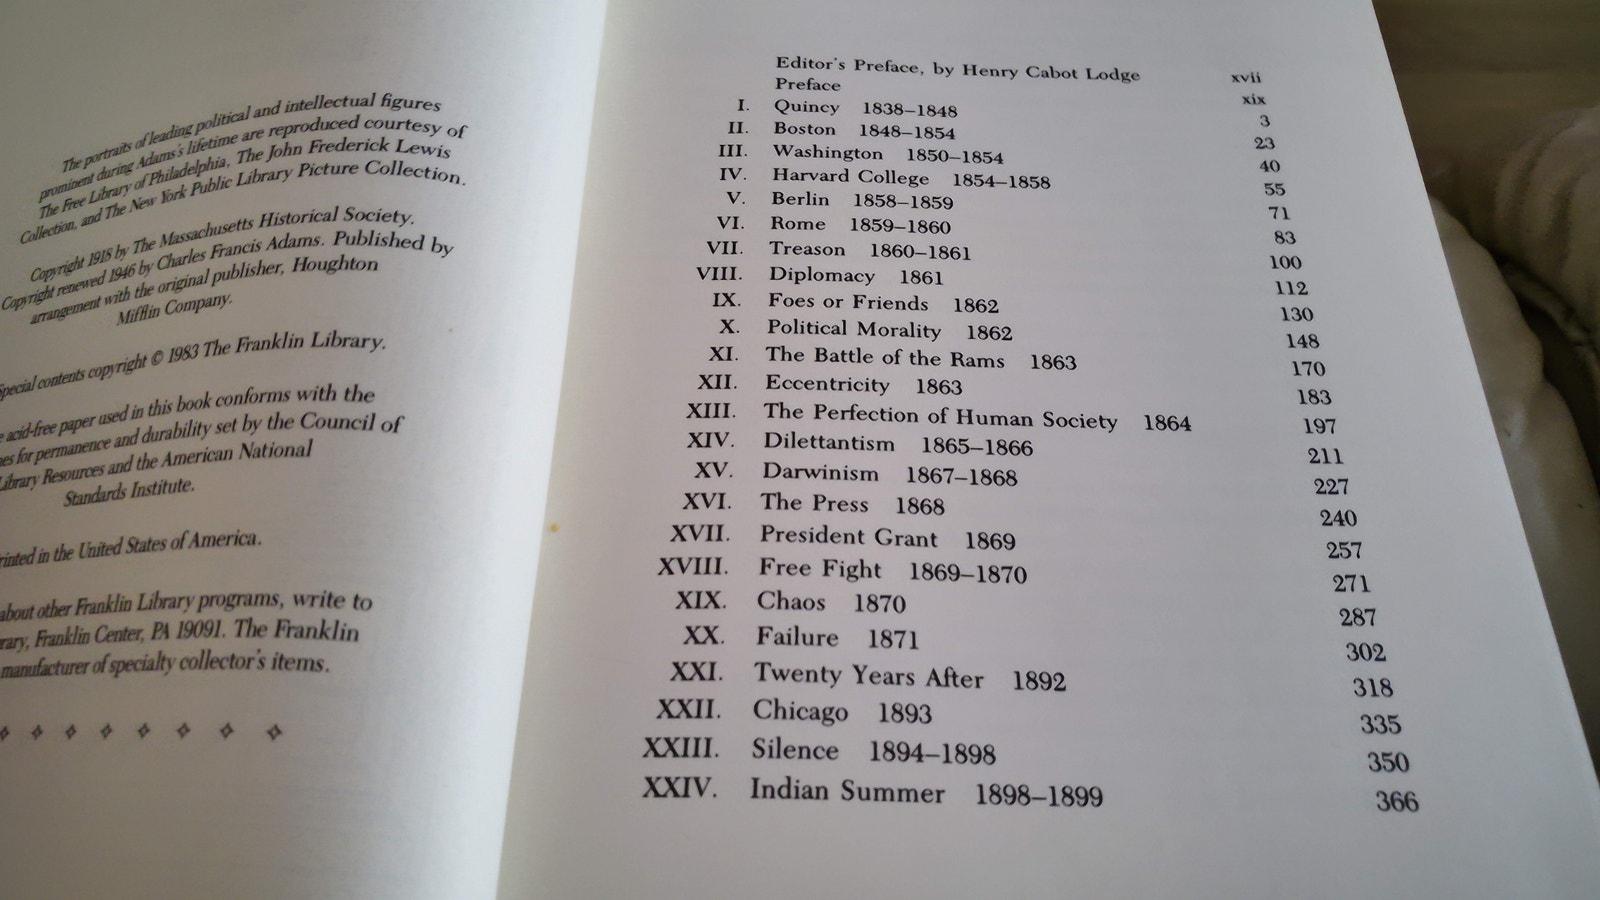 The portraits of leading political and intellectual figures
prominent during Adams's lifetime are reproduced courtesy of
The Free Library of Philadelphia, The John Frederick Lewis
Collection, and The New York Public Library Picture Collection.
Copyright 1918 by The Massachusetts Historical Society.
Copyright renewed 1946 by Charles Francis Adams. Published by
arrangement with the original publisher, Houghton
Mifflin Company.
Special contents copyright © 1983 The Franklin Library.
acid-free paper used in this book conforms with the
for permanence and durability set by the Council of
Library Resources and the American National
Standards Institute.
Printed in the United States of America.
about other Franklin Library programs, write to
Franklin Center, PA 19091. The Franklin
manufacturer of specialty collector's items.
Editor's Preface, by Henry Cabot Lodge xvii
Preface xix
I. Quincy 1838–1848 3
II. Boston 1848–1854 23
III. Washington 1850–1854 40
IV. Harvard College 1854–1858 55
V. Berlin 1858–1859 71
VI. Rome 1859–1860 83
VII. Treason 1860–1861 100
VIII. Diplomacy 1861 112
IX. Foes or Friends 1862 130
X. Political Morality 1862 148
XI. The Battle of the Rams 1863 170
XII. Eccentricity 1863 183
XIII. The Perfection of Human Society 1864 197
XIV. Dilettantism 1865–1866 211
XV. Darwinism 1867–1868 227
XVI. The Press 1868 240
XVII. President Grant 1869 257
XVIII. Free Fight 1869–1870 271
XIX. Chaos 1870 287
XX. Failure 1871 302
XXI. Twenty Years After 1892 318
XXII. Chicago 1893 335
XXIII. Silence 1894–1898 350
XXIV. Indian Summer 1898–1899 366